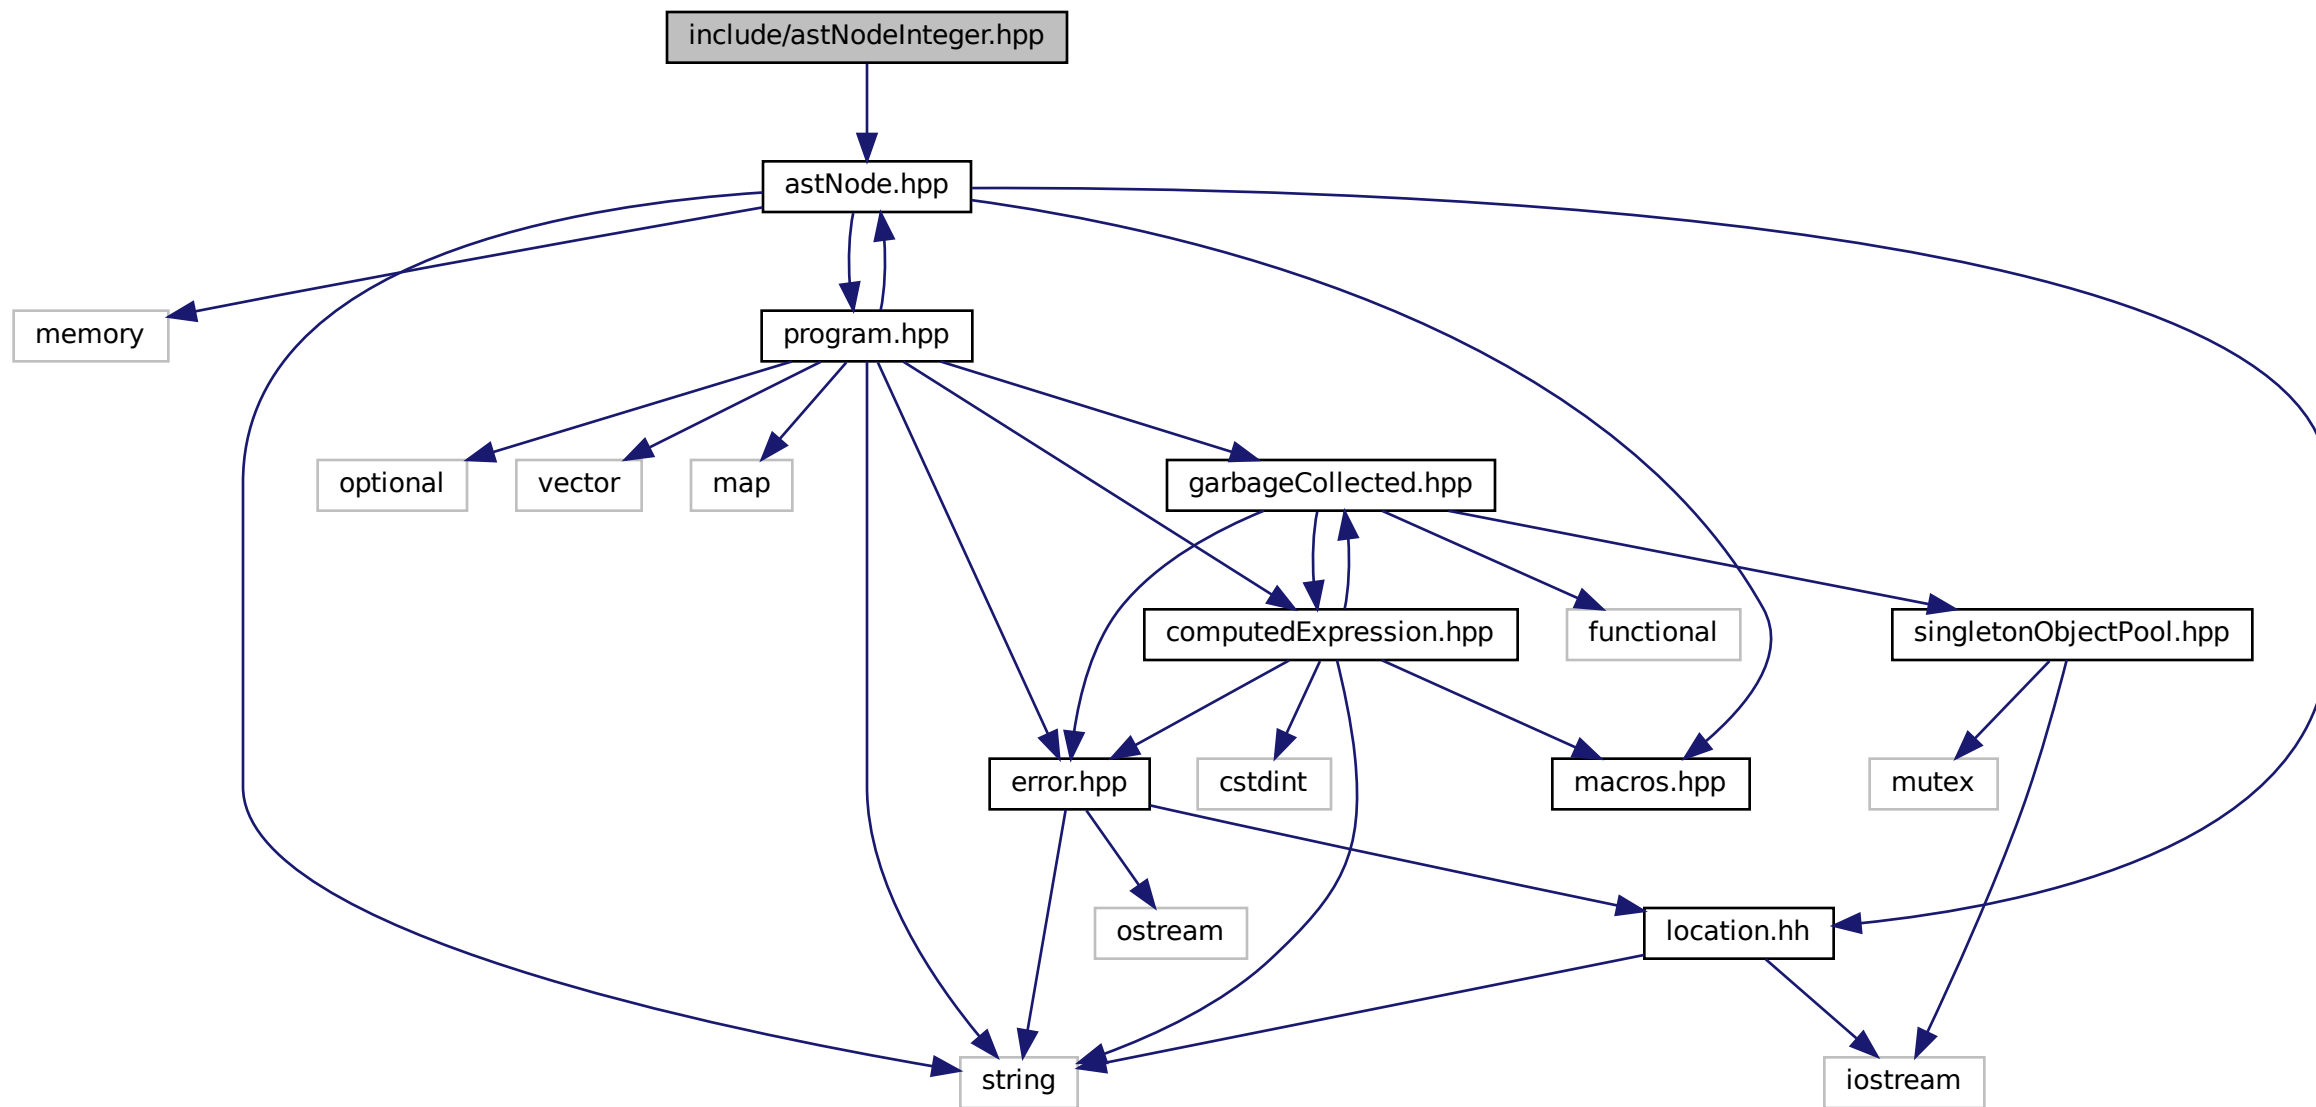 include/astNodeInteger.hpp
astNode.hpp
memory
program.hpp
optional
vector
map
garbageCollected.hpp
computedExpression.hpp
functional
singletonObjectPool.hpp
error.hpp
cstdint
macros.hpp
mutex
ostream
location.hh
string
iostream